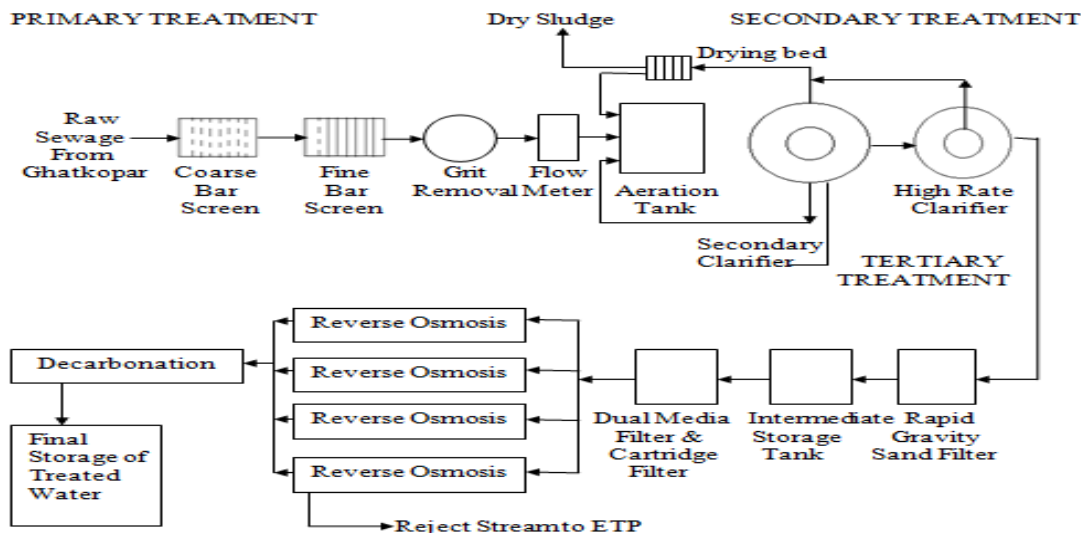 PRIMARY TREATMENT
Dry Sludge
SECONDARY TREATMENT
Drying bed
Raw
Sewage
From
Ghatkopar
Coarse
Bar
Screen
Fine
Bar
Screen
Grit
Removal
Flow
Meter
Aeration
Tank
Secondary
Clarifier
High Rate
Clarifier
TERTIARY
TREATMENT
Reverse Osmosis
Reverse Osmosis
Reverse Osmosis
Reverse Osmosis
Decarbonation
Final
Storage of
Treated
Water
Dual Media
Filter &
Cartridge
Filter
Intermediate
Storage
Tank
Rapid
Gravity
Sand Filter
Reject Streamto ETP